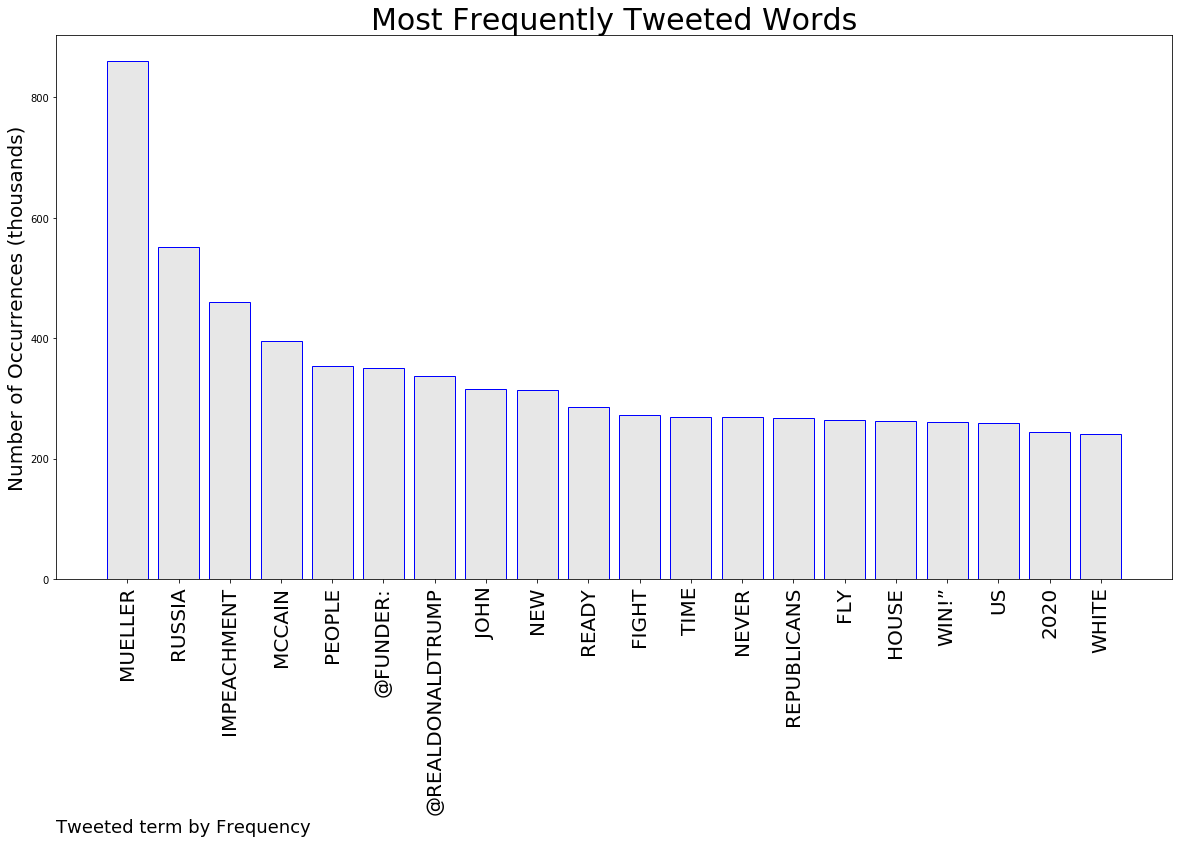 Most Frequently Tweeted Words
Number of Occurrences (thousands)
800
600
400
200
0
MUELLER
RUSSIA
IMPEACHMENT
MCCAIN
PEOPLE
@FUNDER:
@REALDONALDTRUMP
JOHN
NEW
READY
FIGHT
TIME
NEVER
REPUBLICANS
FLY
HOUSE
WIN!”
US
2020
WHITE
Tweeted term by Frequency